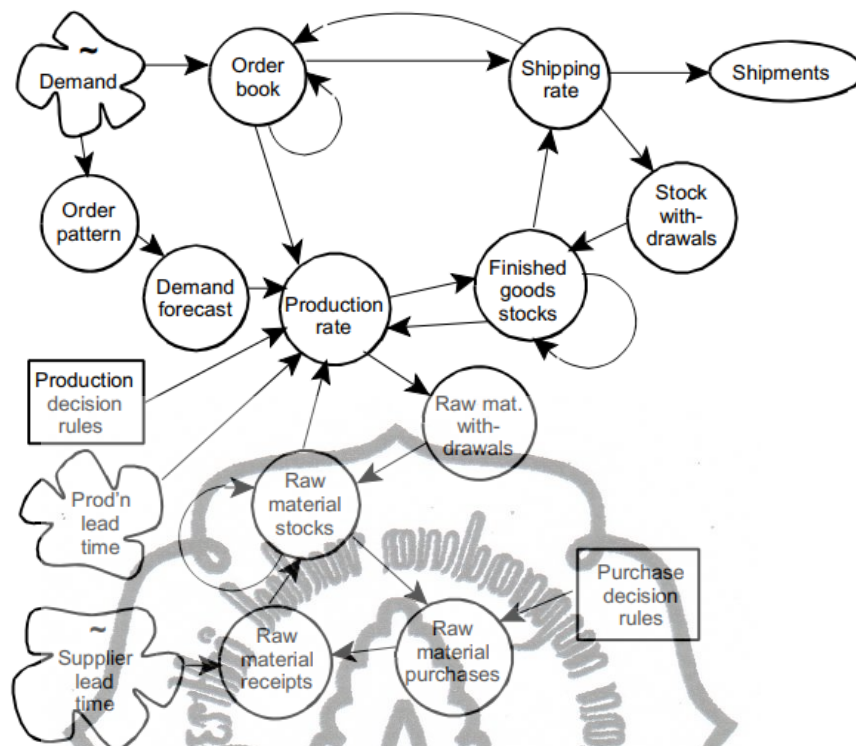 ~
Demand
Order
book
Shipping
rate
Shipments
Order
pattern
Stock
with-
drawals
Demand
forecast
Production
rate
Finished
goods
stocks
Production
decision
rules
Raw mat.
with-
drawals
Prod'n
lead
time
Raw
material
stocks
Purchase
decision
rules
~
Supplier
lead
time
Raw
material
receipts
Raw
material
purchases